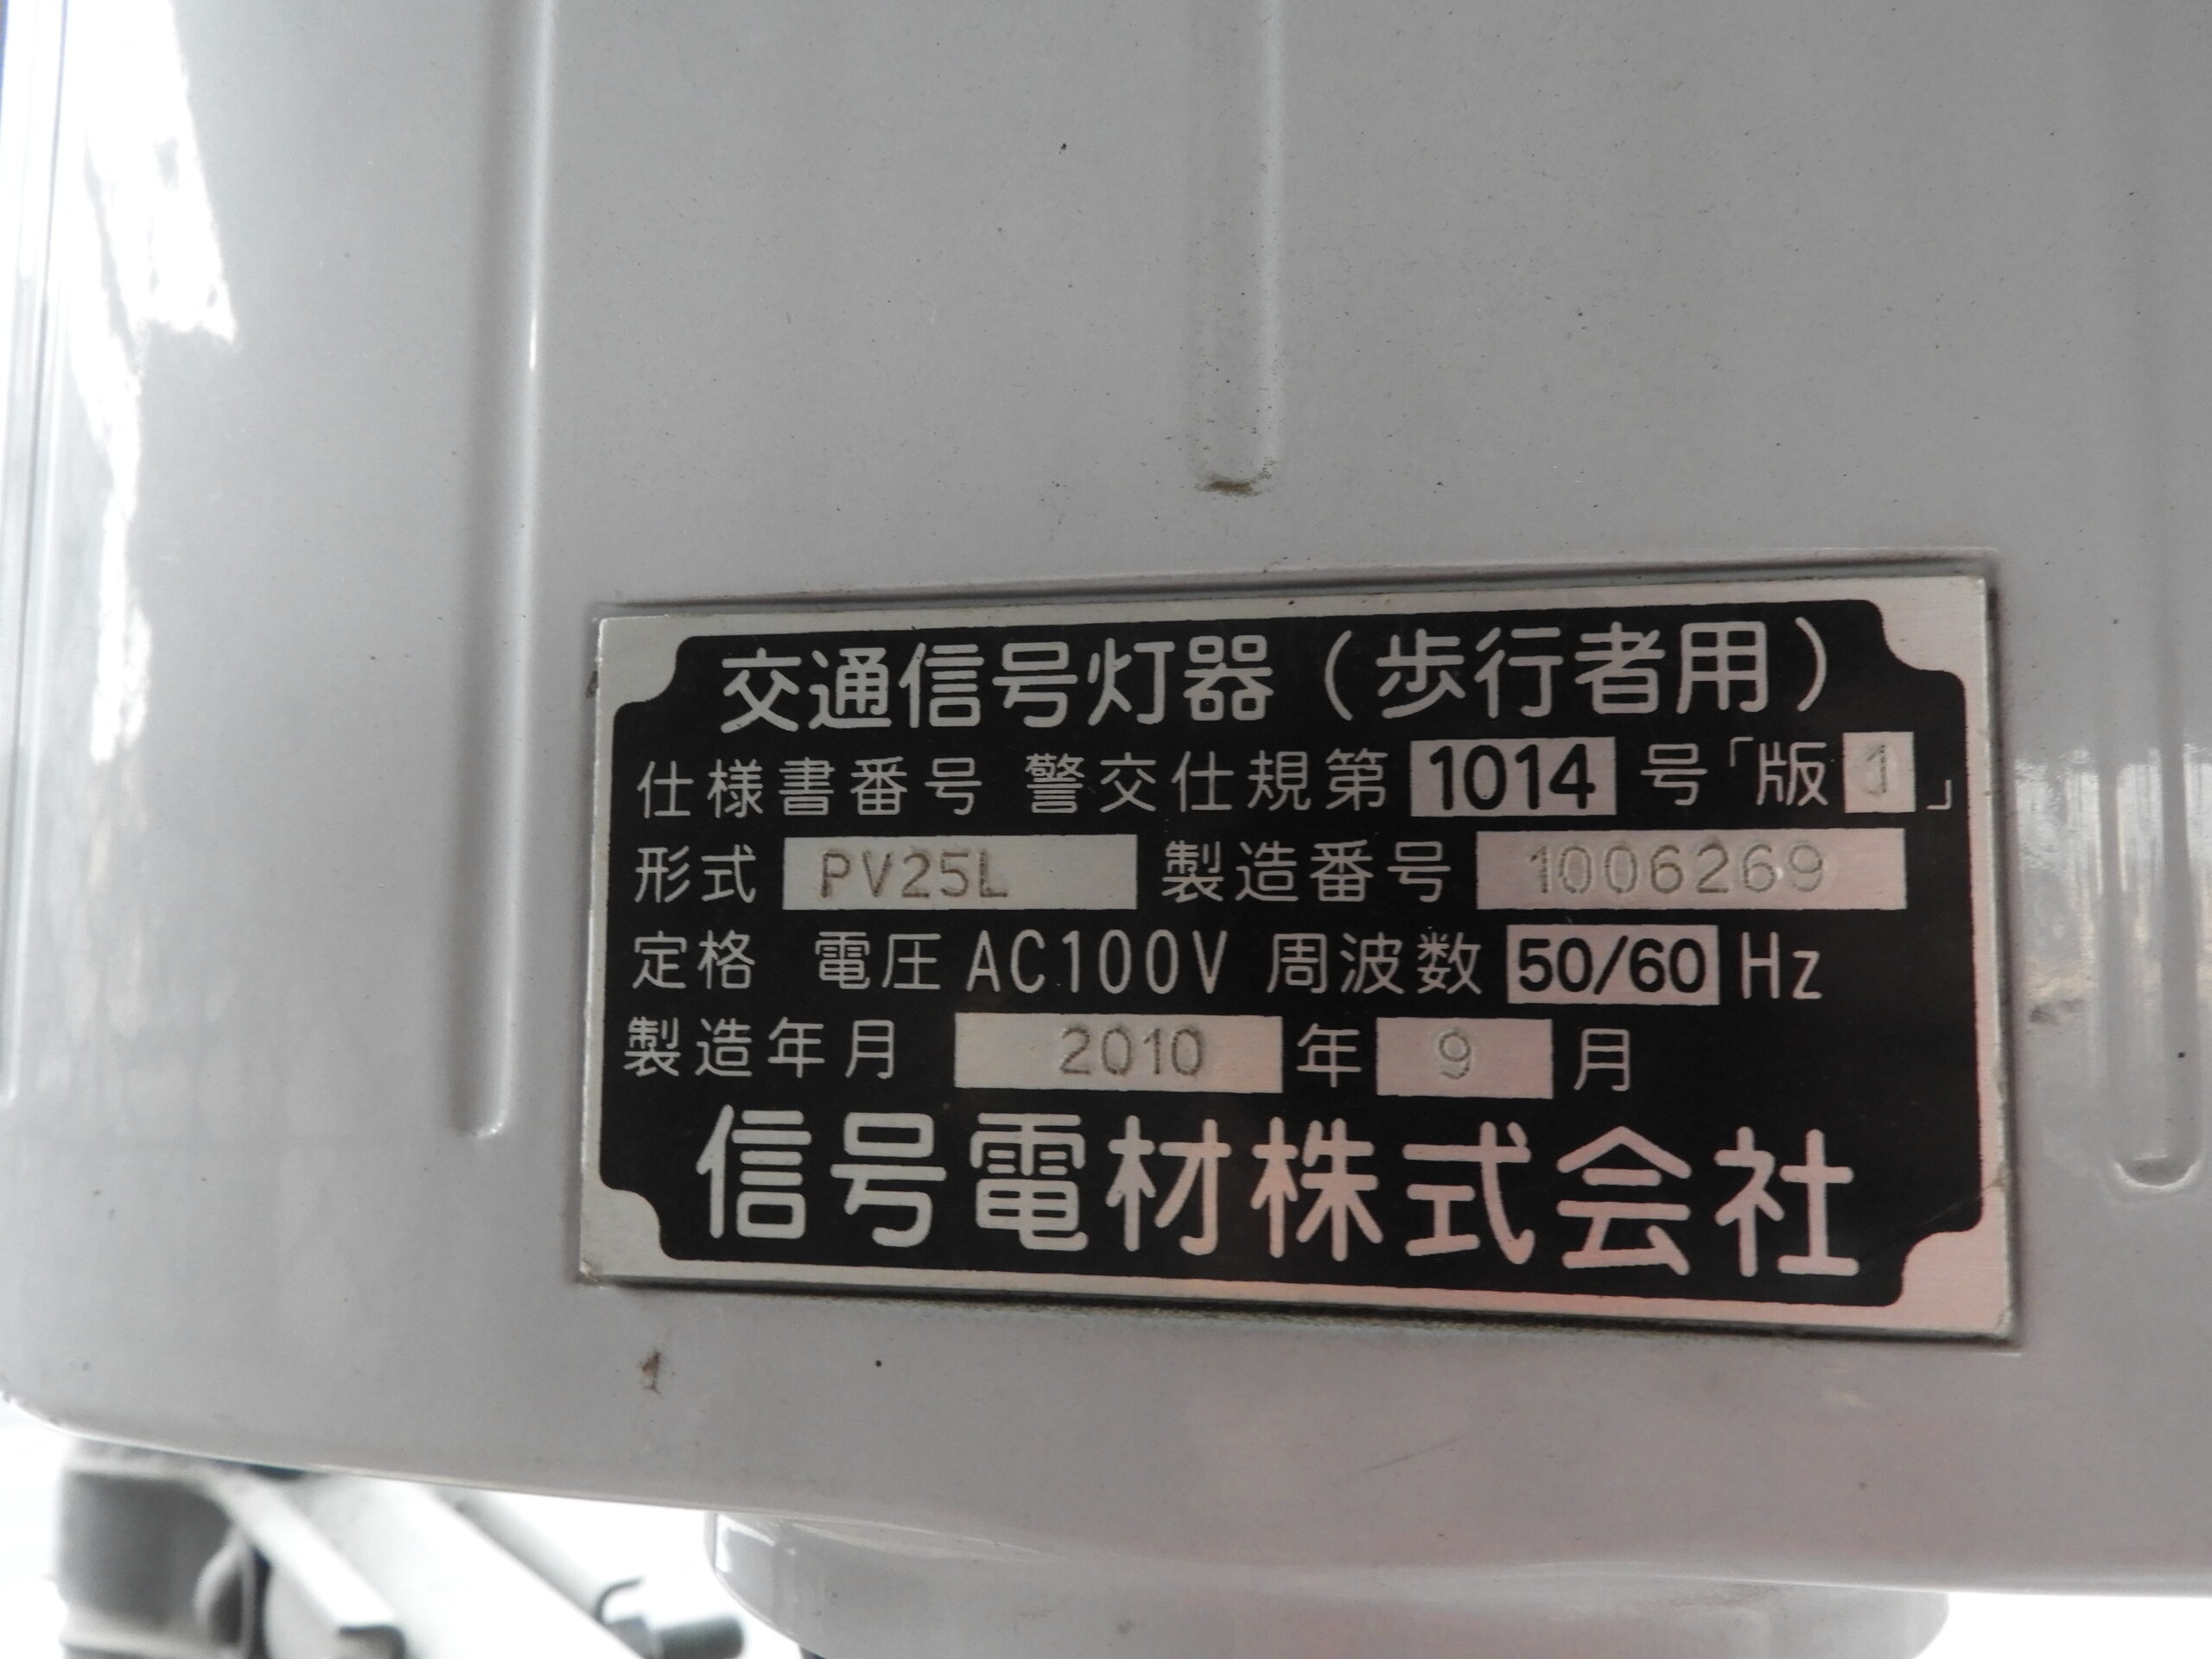 交通信号灯器（歩行者用）
仕様書番号 警交仕規第 1014 号「版 1」
形式 PV25L 製造番号 1006269
定格 電圧 AC100V 周波数 50/60 Hz
製造年月 2010 年 9 月
信号電材株式会社